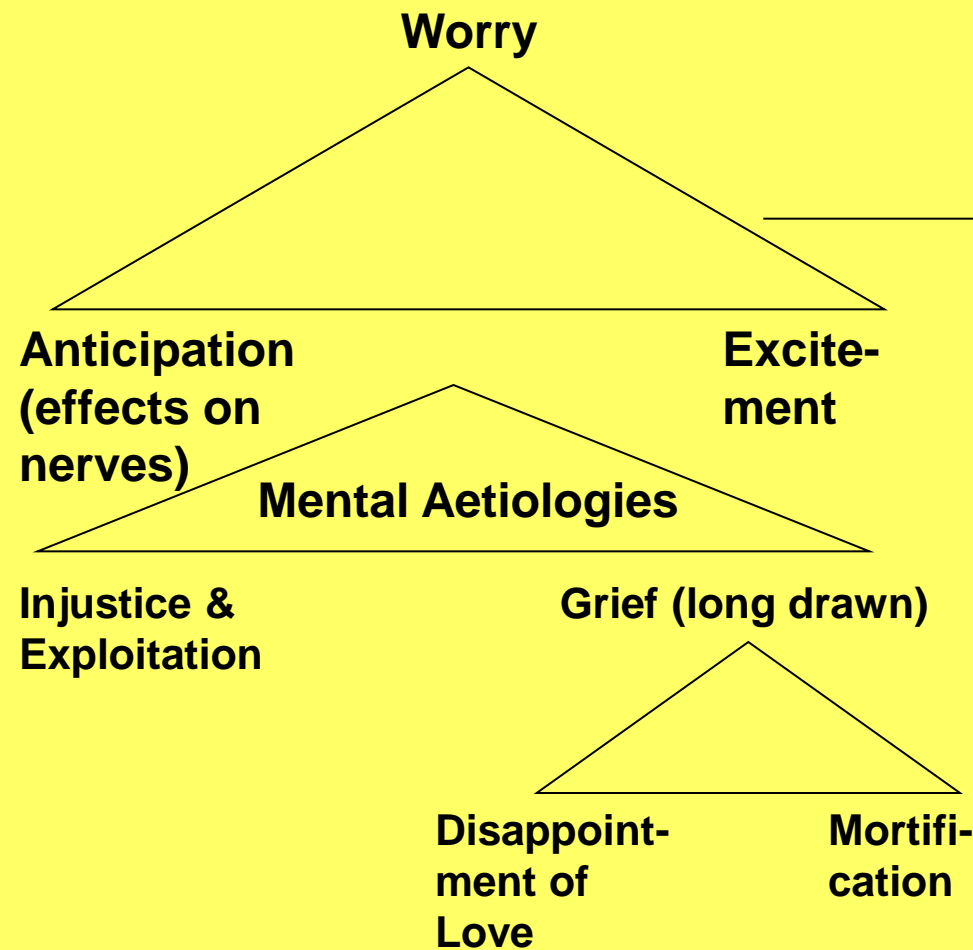 Worry
Anticipation
(effects on
nerves)
Excite-
ment
Mental Aetiologies
Injustice &
Exploitation
Grief (long drawn)
Disappoint-
ment of
Love
Mortifi-
cation